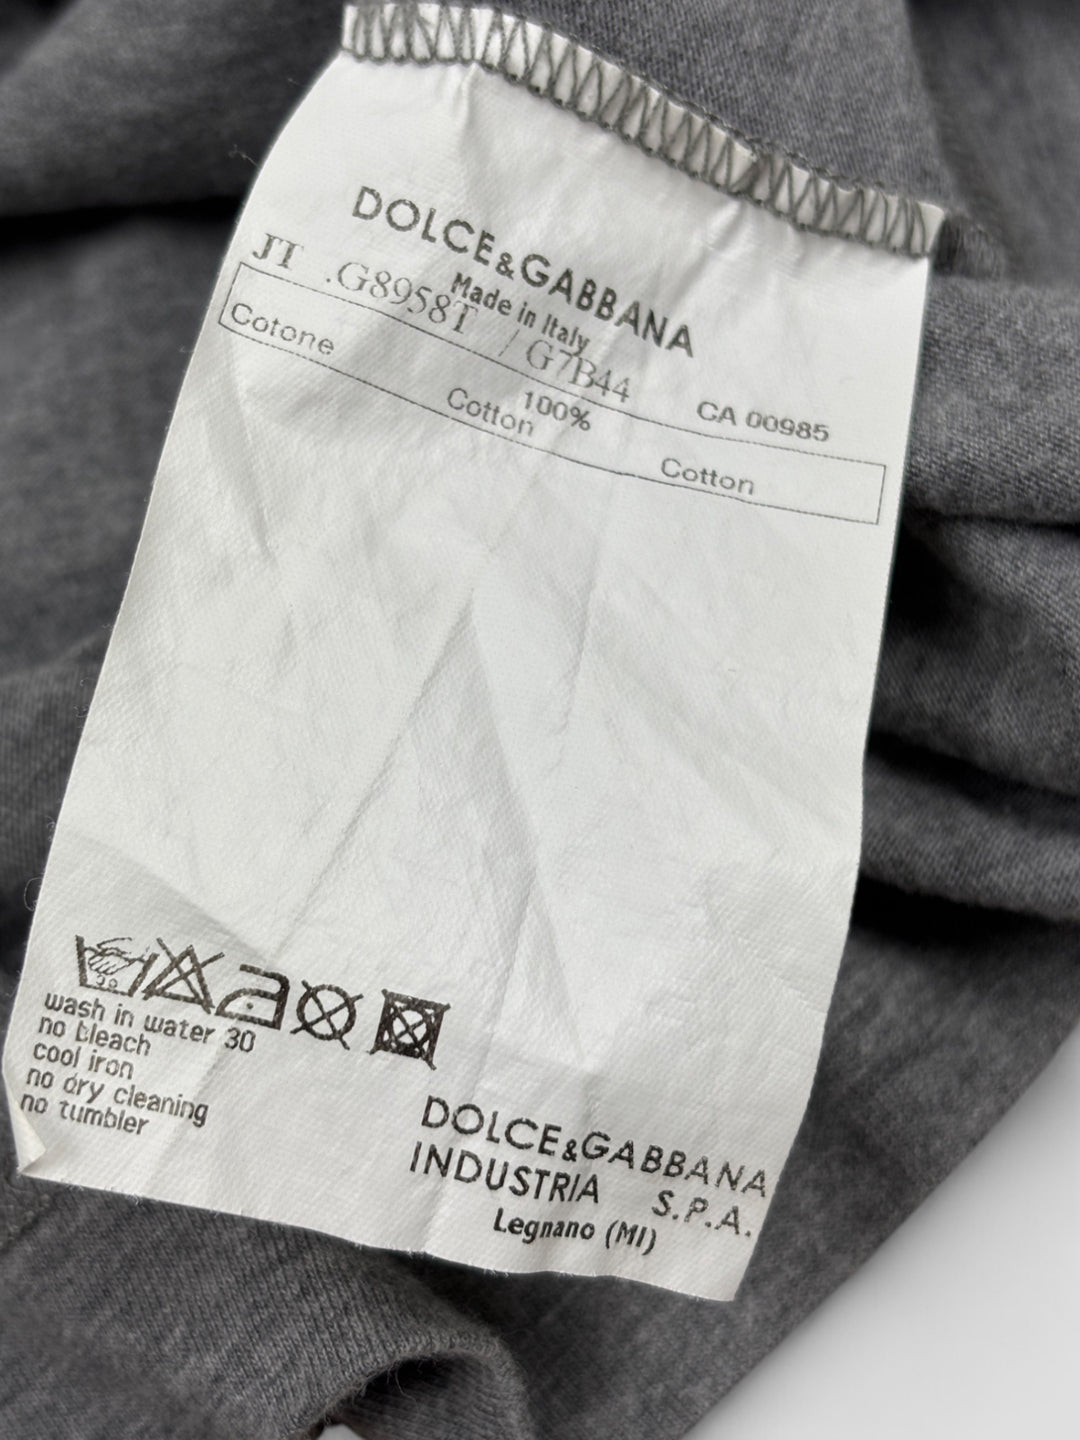 DOLCE&GABBANA
Made in Italy
JT .G8958T / G7B44
CA 00985
Cotone 100%
Cotton Cotton
wash in water 30
no bleach
cool iron
no dry cleaning
no tumbler
DOLCE&GABBANA
INDUSTRIA S.P.A.
Legnano (MI)